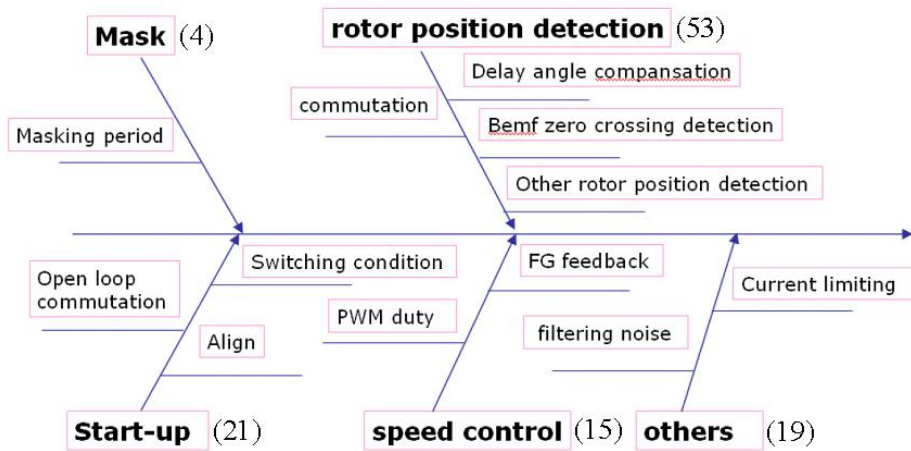 Mask (4)
rotor position detection (53)
Delay angle compansation
commutation
Bemf zero crossing detection
Masking period
Other rotor position detection
Open loop
commutation
Switching condition
FG feedback
Current limiting
PWM duty
filtering noise
Align
Start-up (21)
speed control (15)
others (19)